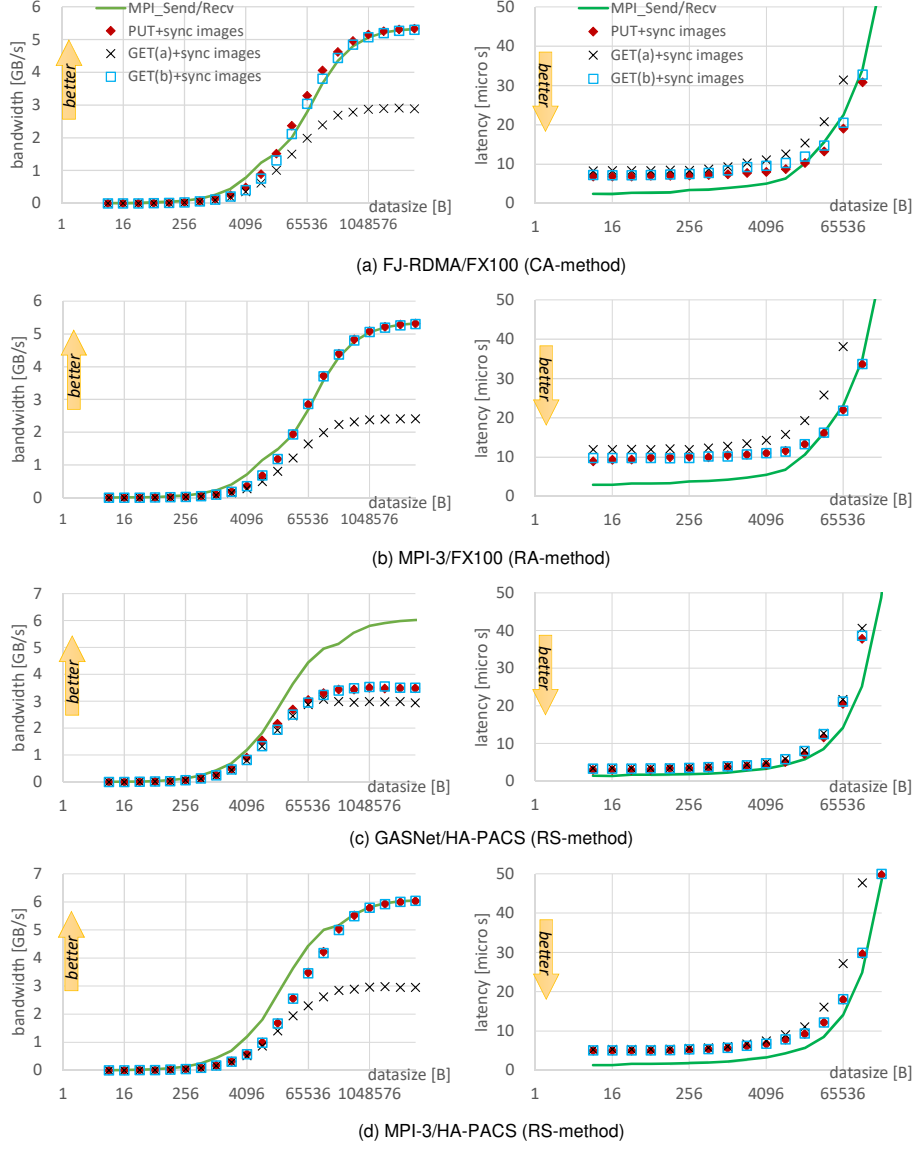 6
5
4
3
2
1
0
bandwidth [GB/s]
better
MPI_Send/Recv
PUT+sync images
GET(a)+sync images
GET(b)+sync images
datasize [B]
1 16 256 4096 65536 1048576
50
40
30
20
10
0
latency [micro s]
better
MPI_Send/Recv
PUT+sync images
GET(a)+sync images
GET(b)+sync images
datasize [B]
1 16 256 4096 65536
(a) FJ-RDMA/FX100 (CA-method)
6
5
4
3
2
1
0
bandwidth [GB/s]
better
datasize [B]
1 16 256 4096 65536 1048576
50
40
30
20
10
0
latency [micro s]
better
datasize [B]
1 16 256 4096 65536
(b) MPI-3/FX100 (RA-method)
7
6
5
4
3
2
1
0
bandwidth [GB/s]
better
datasize [B]
1 16 256 4096 65536 1048576
50
40
30
20
10
0
latency [micro s]
better
datasize [B]
1 16 256 4096 65536
(c) GASNet/HA-PACS (RS-method)
7
6
5
4
3
2
1
0
bandwidth [GB/s]
better
datasize [B]
1 16 256 4096 65536 1048576
50
40
30
20
10
0
latency [micro s]
better
datasize [B]
1 16 256 4096 65536
(d) MPI-3/HA-PACS (RS-method)